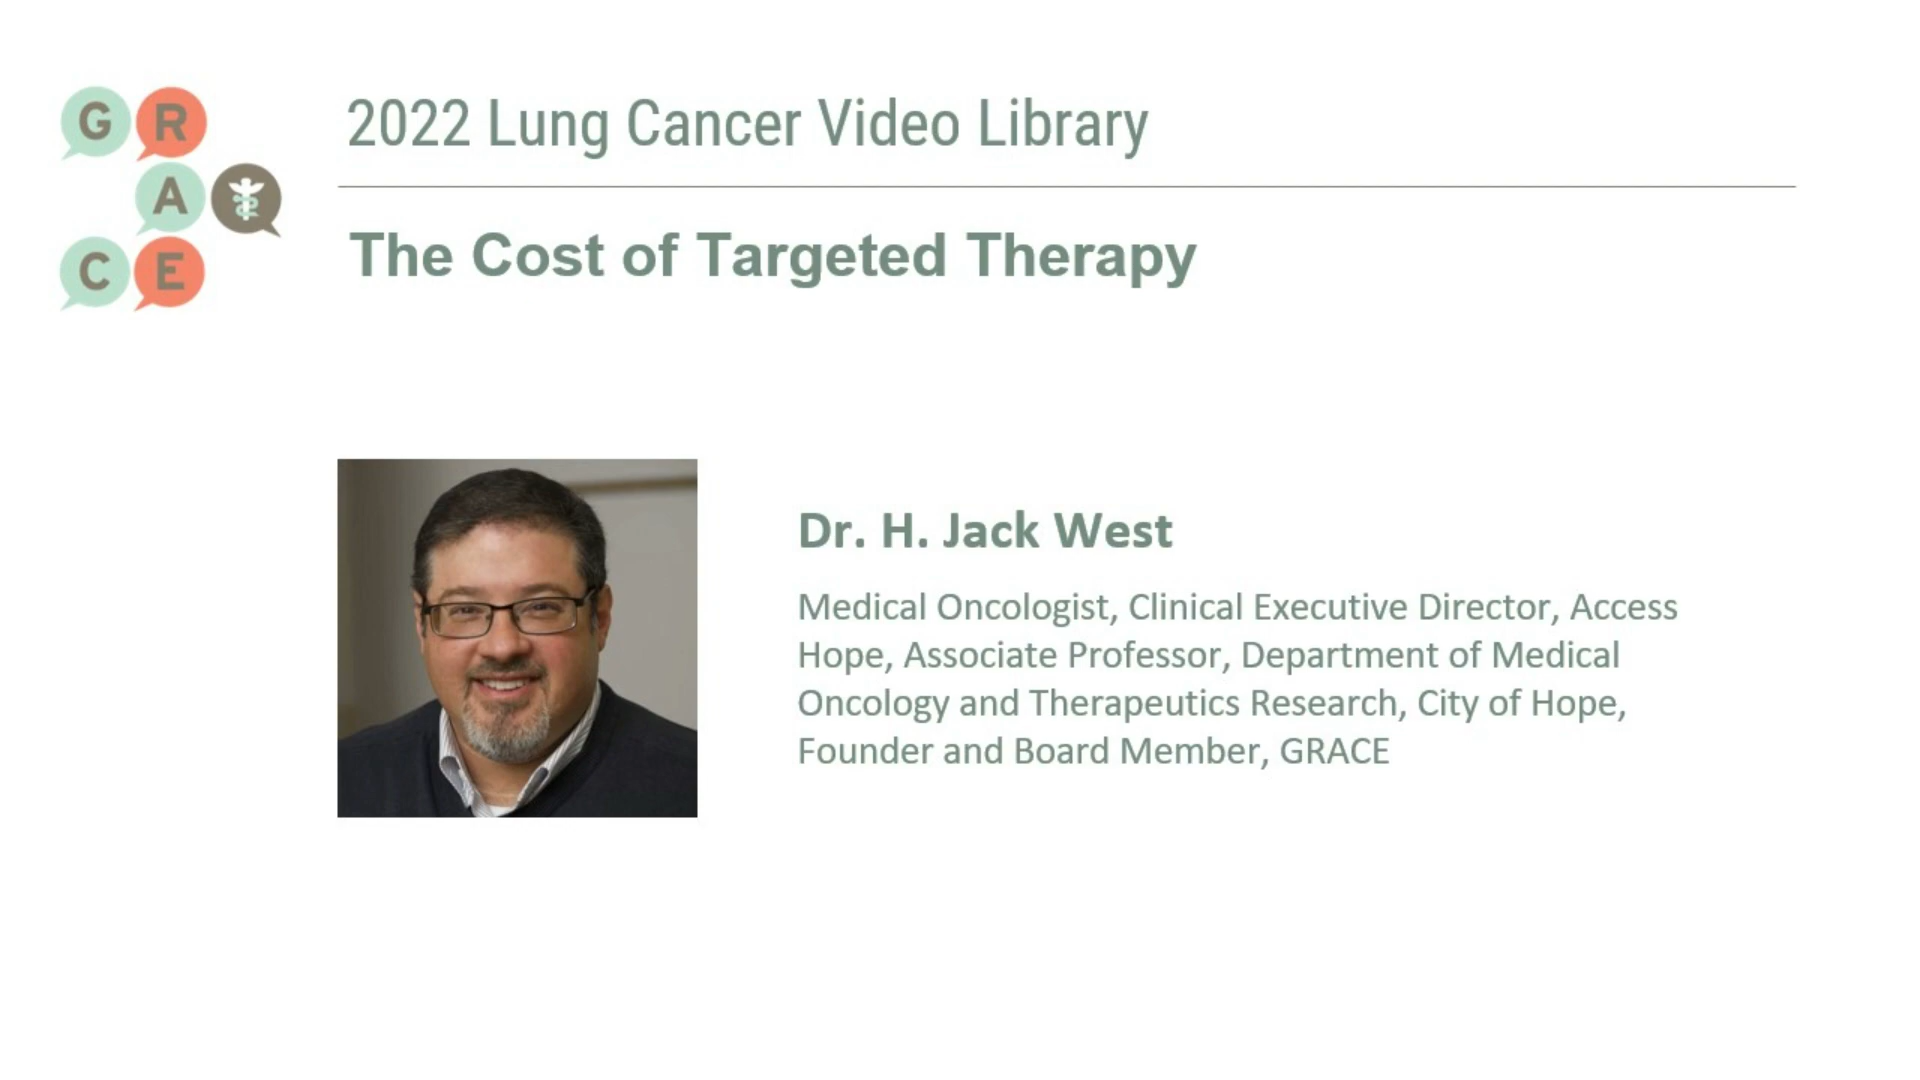 G R
A
C E
2022 Lung Cancer Video Library
The Cost of Targeted Therapy
Dr. H. Jack West
Medical Oncologist, Clinical Executive Director, Access
Hope, Associate Professor, Department of Medical
Oncology and Therapeutics Research, City of Hope,
Founder and Board Member, GRACE